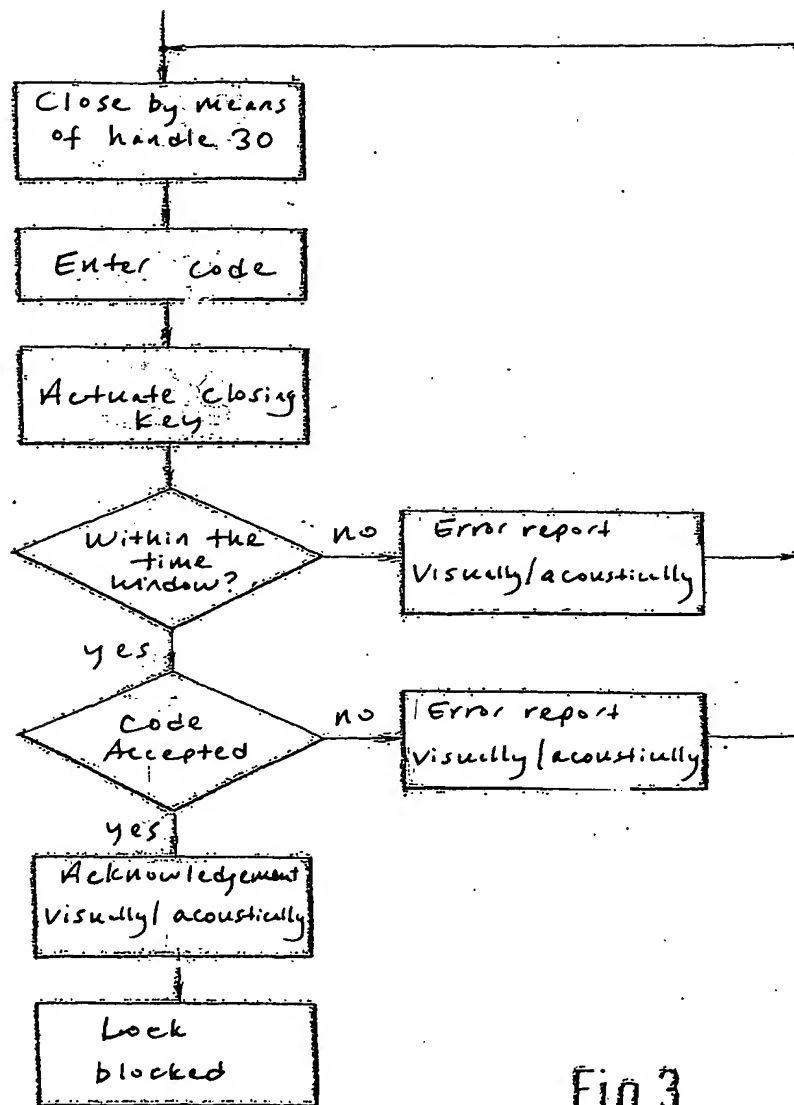 Close by means
of handle 30
Enter code
Actuate closing
key
Within the
time
window?
no
Error report
Visually/acoustically
yes
Code
Accepted
no
Error report
visually/acoustically
yes
Acknowledgement
visually/acoustically
Lock
blocked
Fig.3